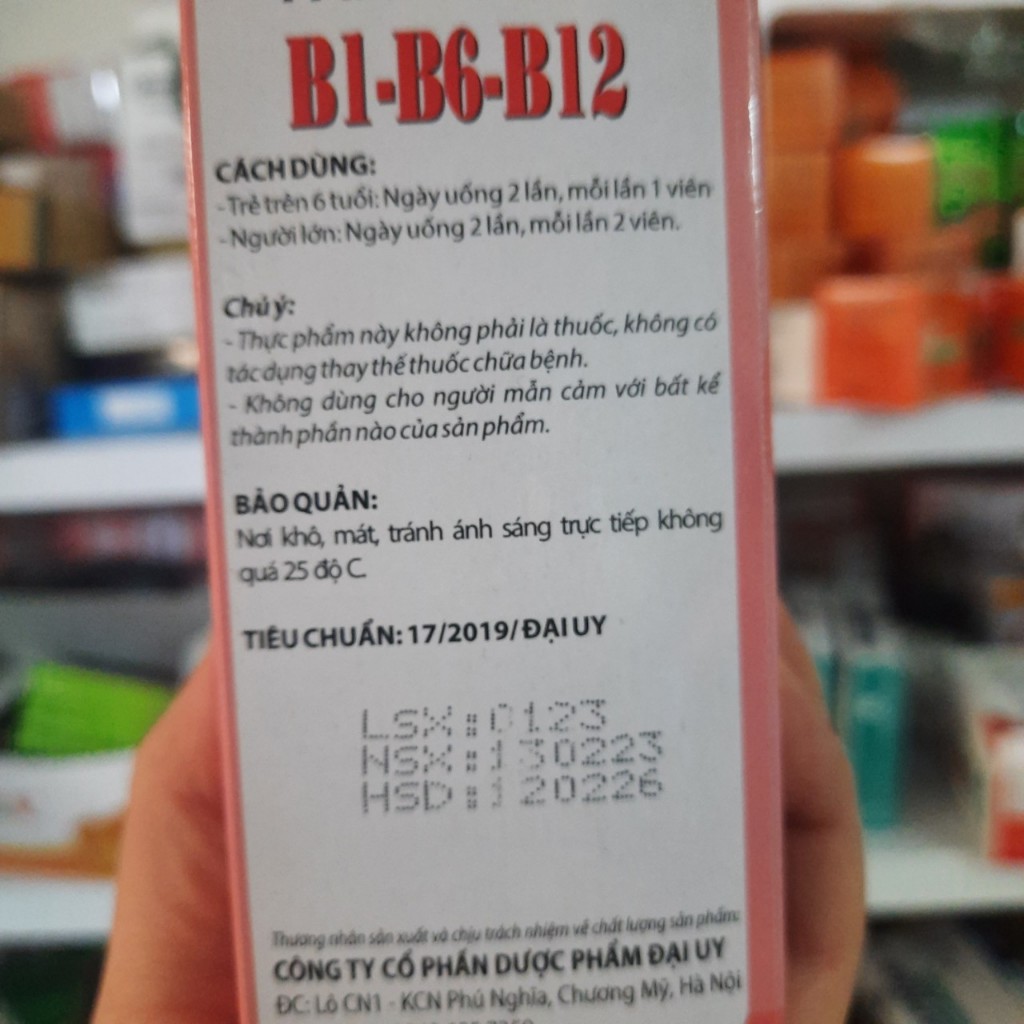 B1-B6-B12
CÁCH DÙNG:
- Trẻ trên 6 tuổi: Ngày uống 2 lần, mỗi lần 1 viên
- Người lớn: Ngày uống 2 lần, mỗi lần 2 viên.
Chú ý:
- Thực phẩm này không phải là thuốc, không có
tác dụng thay thế thuốc chữa bệnh.
- Không dùng cho người mẫn cảm với bất kể
thành phần nào của sản phẩm.
BẢO QUẢN:
Nơi khô, mát, tránh ánh sáng trực tiếp không
quá 25 độ C.
TIÊU CHUẨN: 17/2019/ĐẠI UY
LSX:0123
NSX:130223
HSD:120226
Thương nhân sản xuất và chịu trách nhiệm về chất lượng sản phẩm:
CÔNG TY CỔ PHẦN DƯỢC PHẨM ĐẠI UY
ĐC: Lô CN1 - KCN Phú Nghĩa, Chương Mỹ, Hà Nội